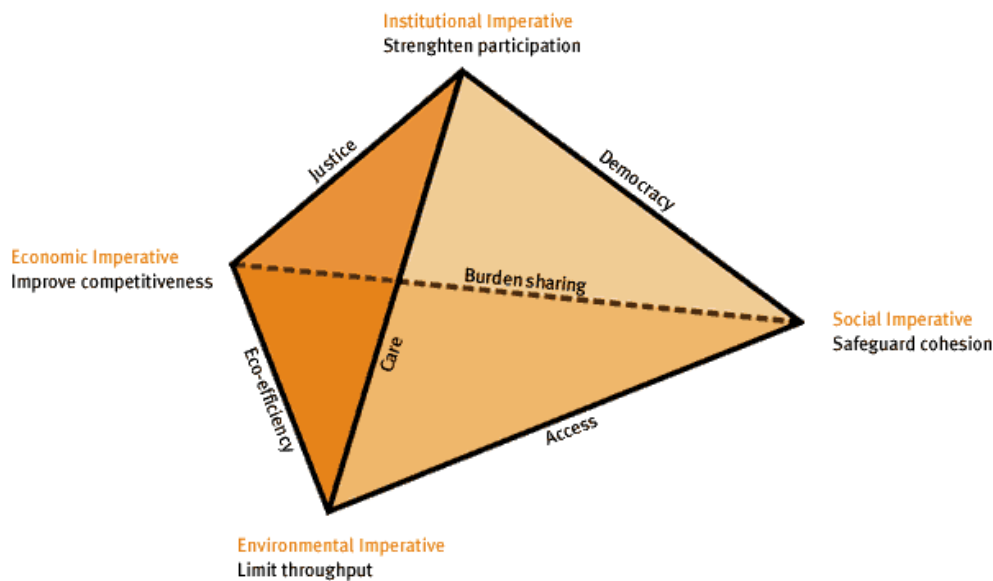 Institutional Imperative
Strenghten participation
Justice
Democracy
Economic Imperative
Improve competitiveness
Burden sharing
Social Imperative
Safeguard cohesion
Eco-efficiency
Care
Access
Environmental Imperative
Limit throughput